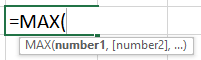 =MAX(
MAX(number1, [number2], ...)